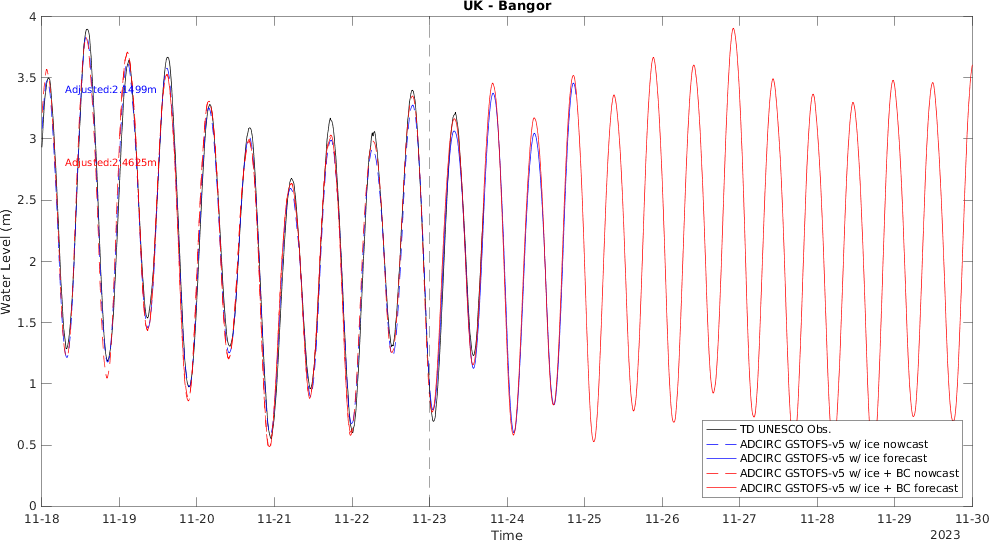 UK - Bangor
4
3.5
3
2.5
2
1.5
1
0.5
0
Water Level (m)
Adjusted:2.1499m
Adjusted:2.4625m
TD UNESCO Obs.
ADCIRC GSTOFS-v5 w/ ice nowcast
ADCIRC GSTOFS-v5 w/ ice forecast
ADCIRC GSTOFS-v5 w/ ice + BC nowcast
ADCIRC GSTOFS-v5 w/ ice + BC forecast
11-18 11-19 11-20 11-21 11-22 11-23 11-24 11-25 11-26 11-27 11-28 11-29 11-30
Time
2023